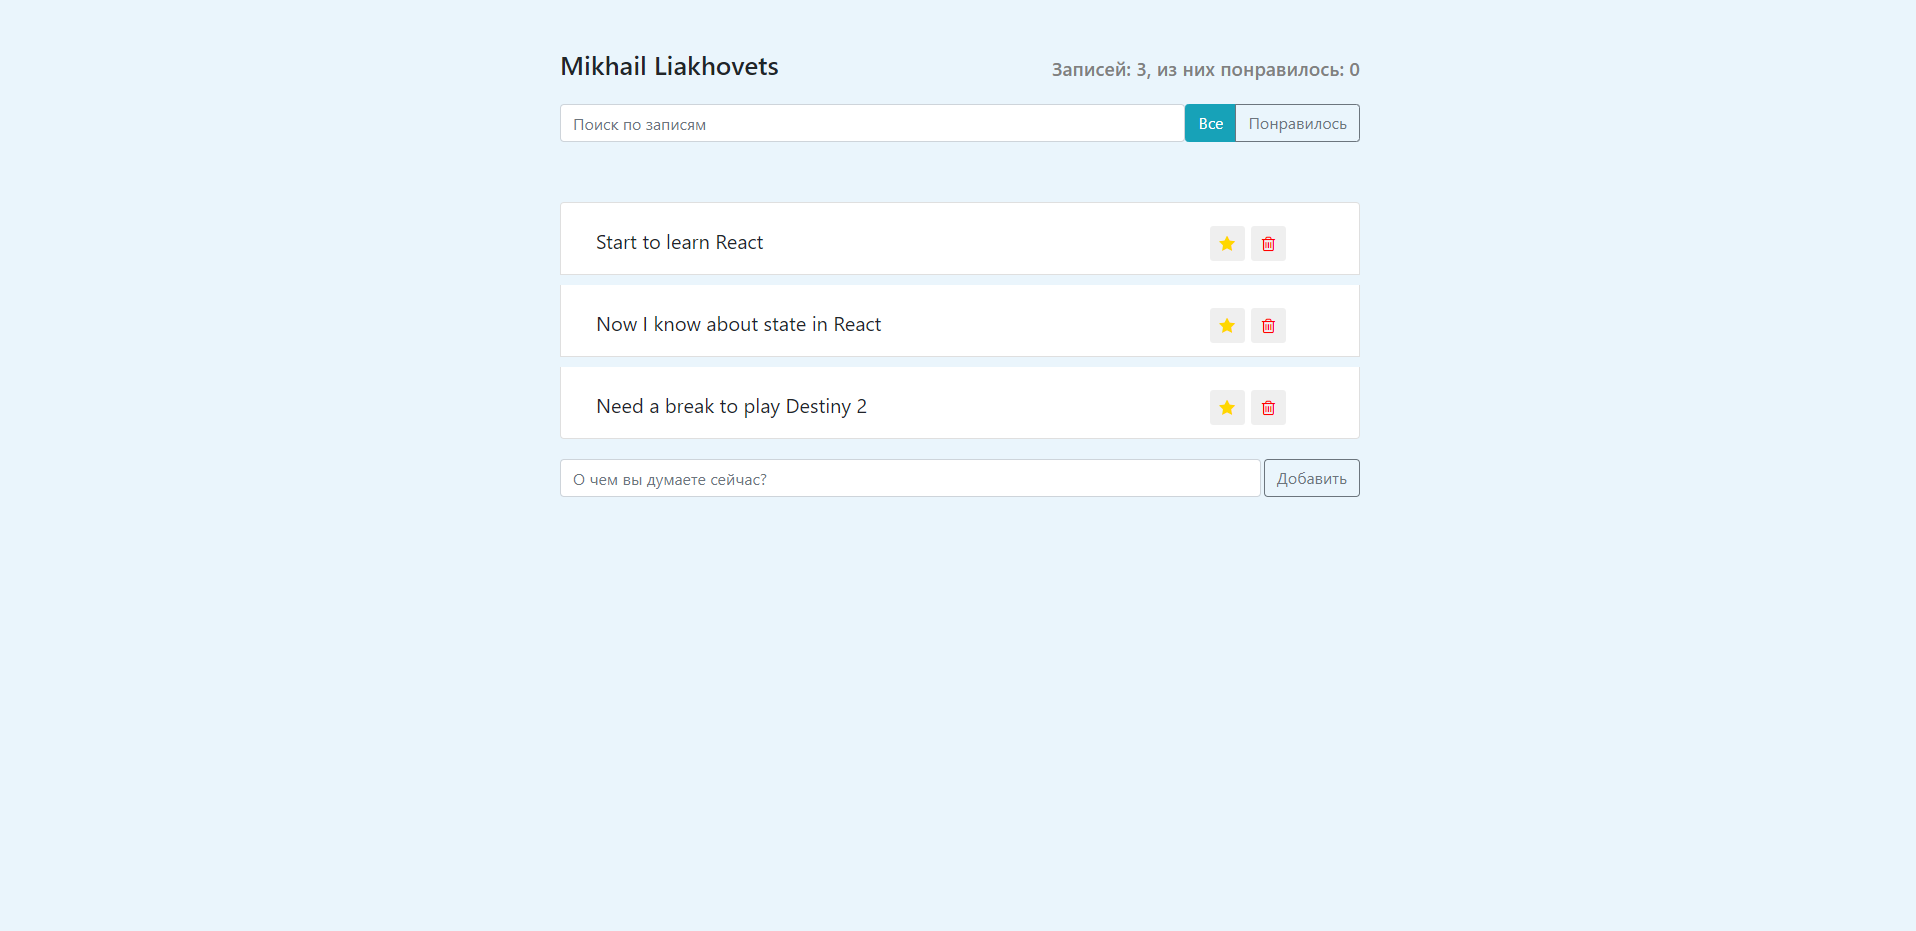 Mikhail Liakhovets
Записей: 3, из них понравилось: 0
Поиск по записям
Все
Понравилось
Start to learn React
Now I know about state in React
Need a break to play Destiny 2
О чем вы думаете сейчас?
Добавить